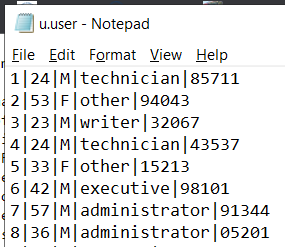 u.user - Notepad
File Edit Format View Help
1|24|M|technician|85711
2|53|F|other|94043
3|23|M|writer|32067
4|24|M|technician|43537
5|33|F|other|15213
6|42|M|executive|98101
7|57|M|administrator|91344
8|36|M|administrator|05201